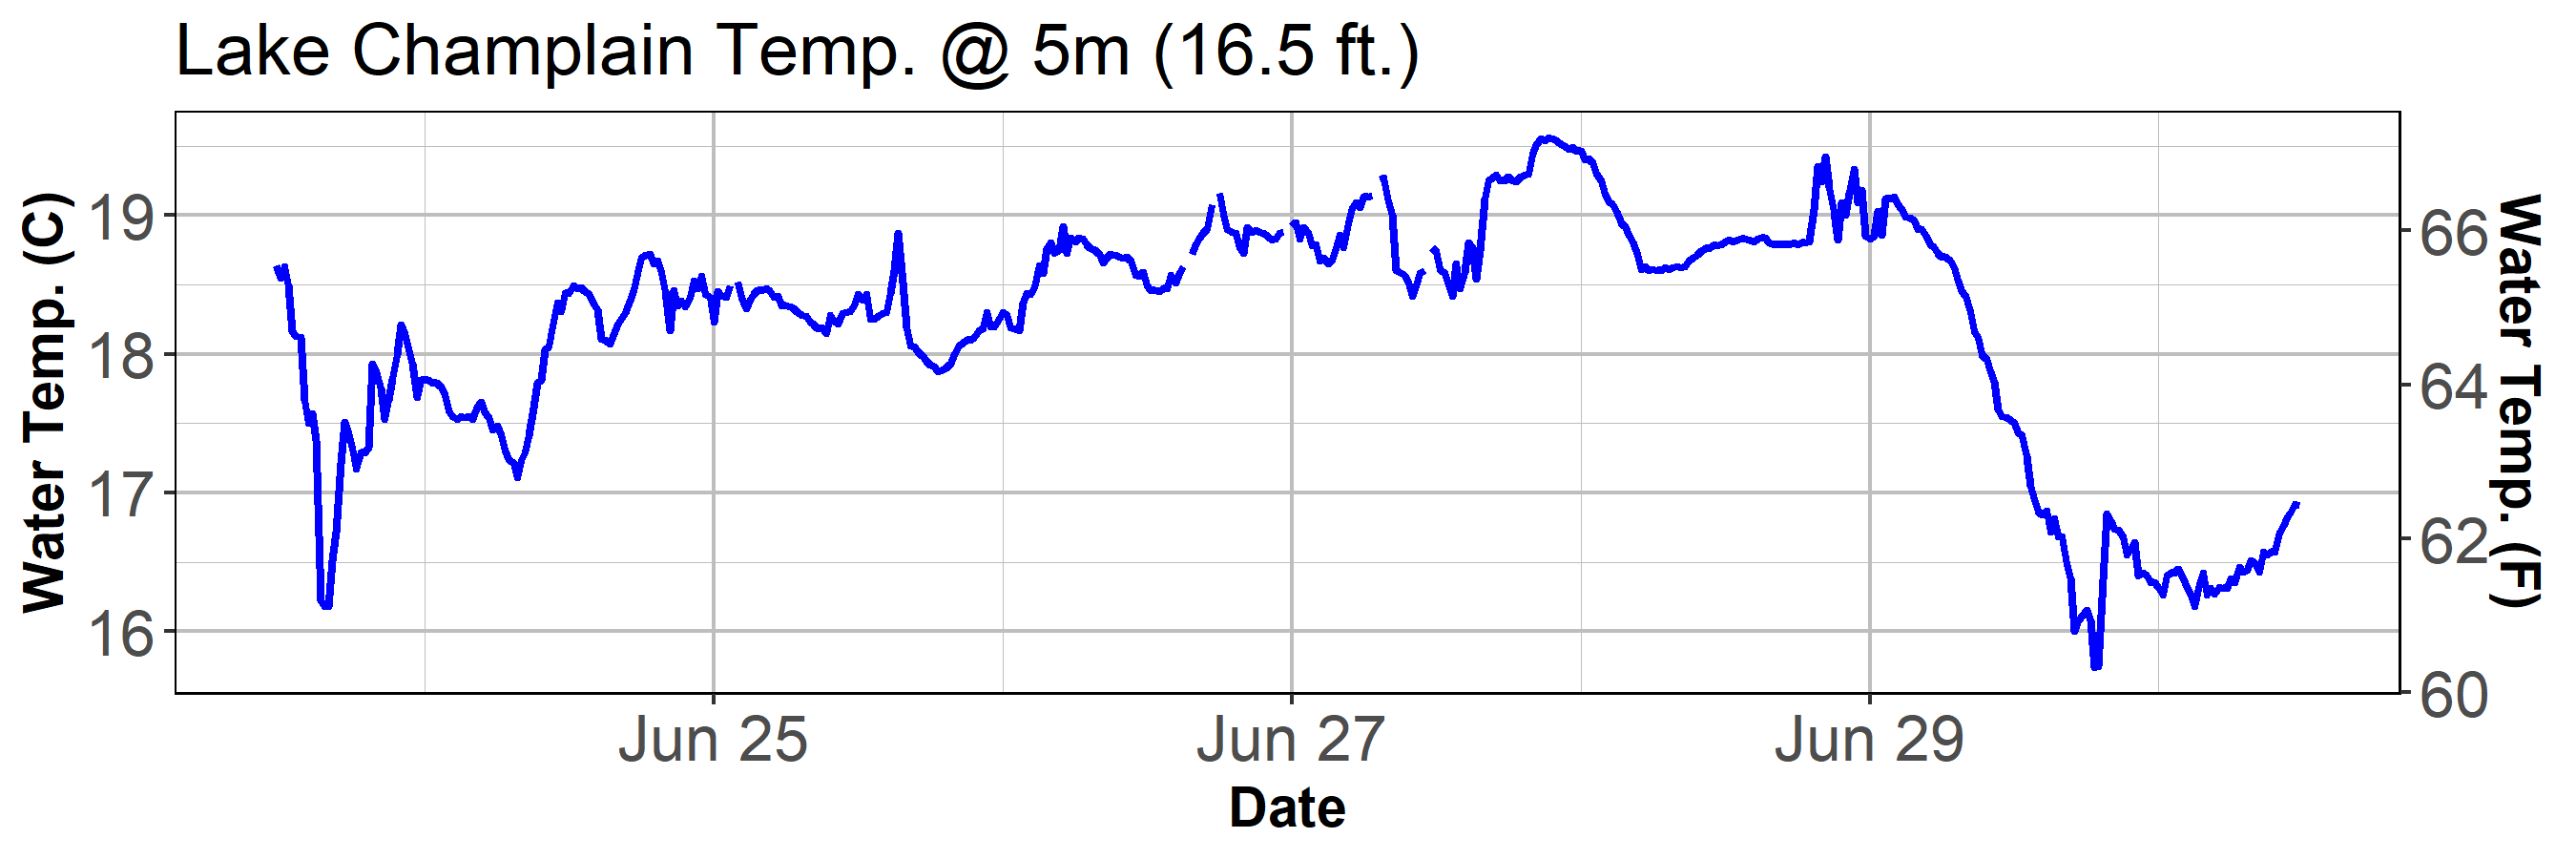 Lake Champlain Temp. @ 5m (16.5 ft.)
Water Temp. (C)
19
18
17
16
66
64
62
60
Water Temp. (F)
Jun 25
Jun 27
Jun 29
Date